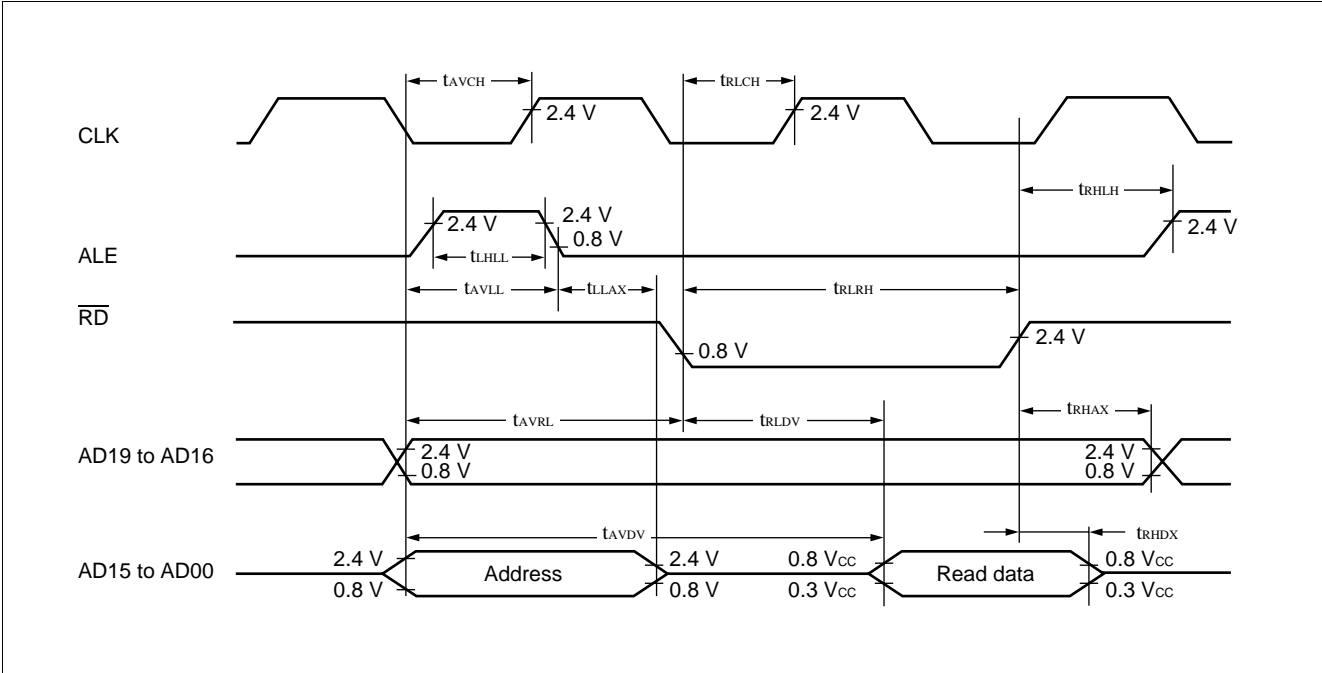 tAVCH
tRLCH
CLK
2.4 V
2.4 V
tRHLH
ALE
2.4 V
2.4 V
0.8 V
2.4 V
tLHLL
tAVLL
tLLAX
tRLRH
RD
0.8 V
2.4 V
tAVRL
tRLDV
tRHAX
AD19 to AD16
2.4 V
0.8 V
2.4 V
0.8 V
tAVDV
tRHDX
AD15 to AD00
2.4 V
0.8 V
Address
2.4 V
0.8 V
0.8 VCC
0.3 VCC
Read data
0.8 VCC
0.3 VCC